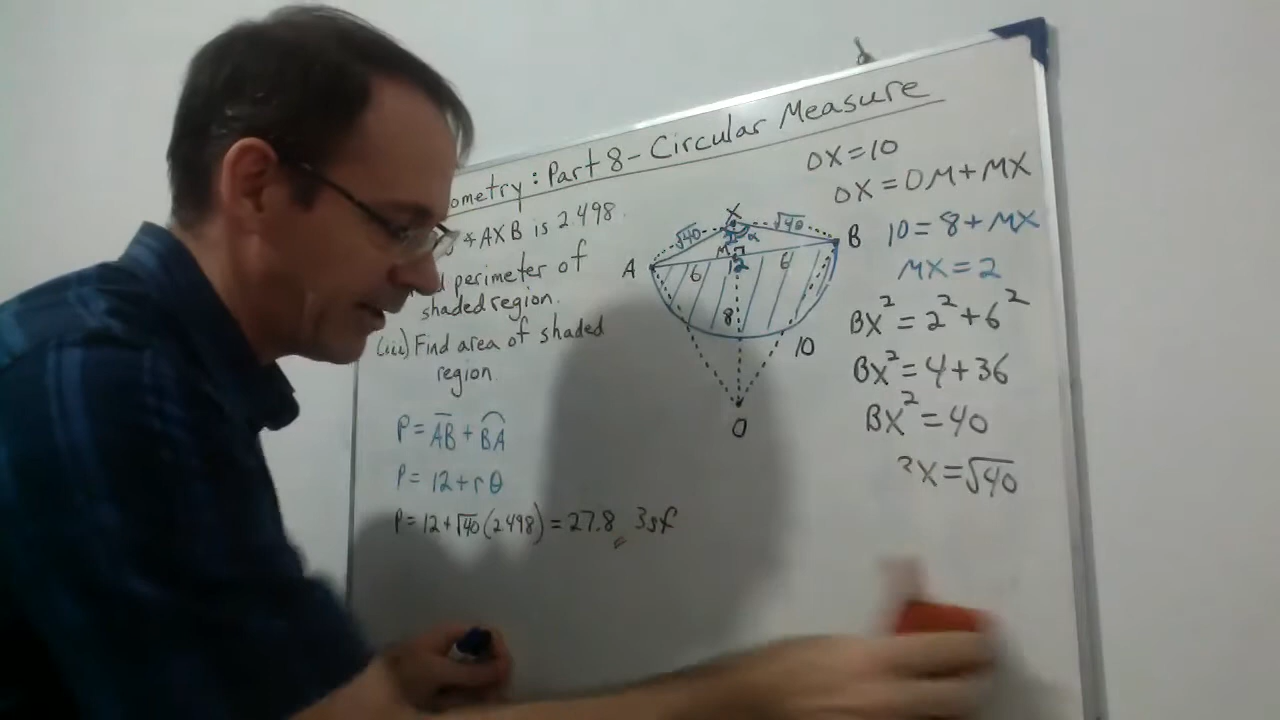 ometry: Part 8 - Circular Measure
∢AXB is 2.498
perimeter of
shaded region.
(iii) Find area of shaded
region.
P = AB + BA
P = 12 + rθ
P = 12 + √40 (2.498) = 27.8 3sf
X
√40
√40
α
M
A
B
6
12
6
8
10
O
OX = 10
OX = OM + MX
10 = 8 + MX
MX = 2
BX² = 2² + 6²
BX² = 4 + 36
BX² = 40
X = √40